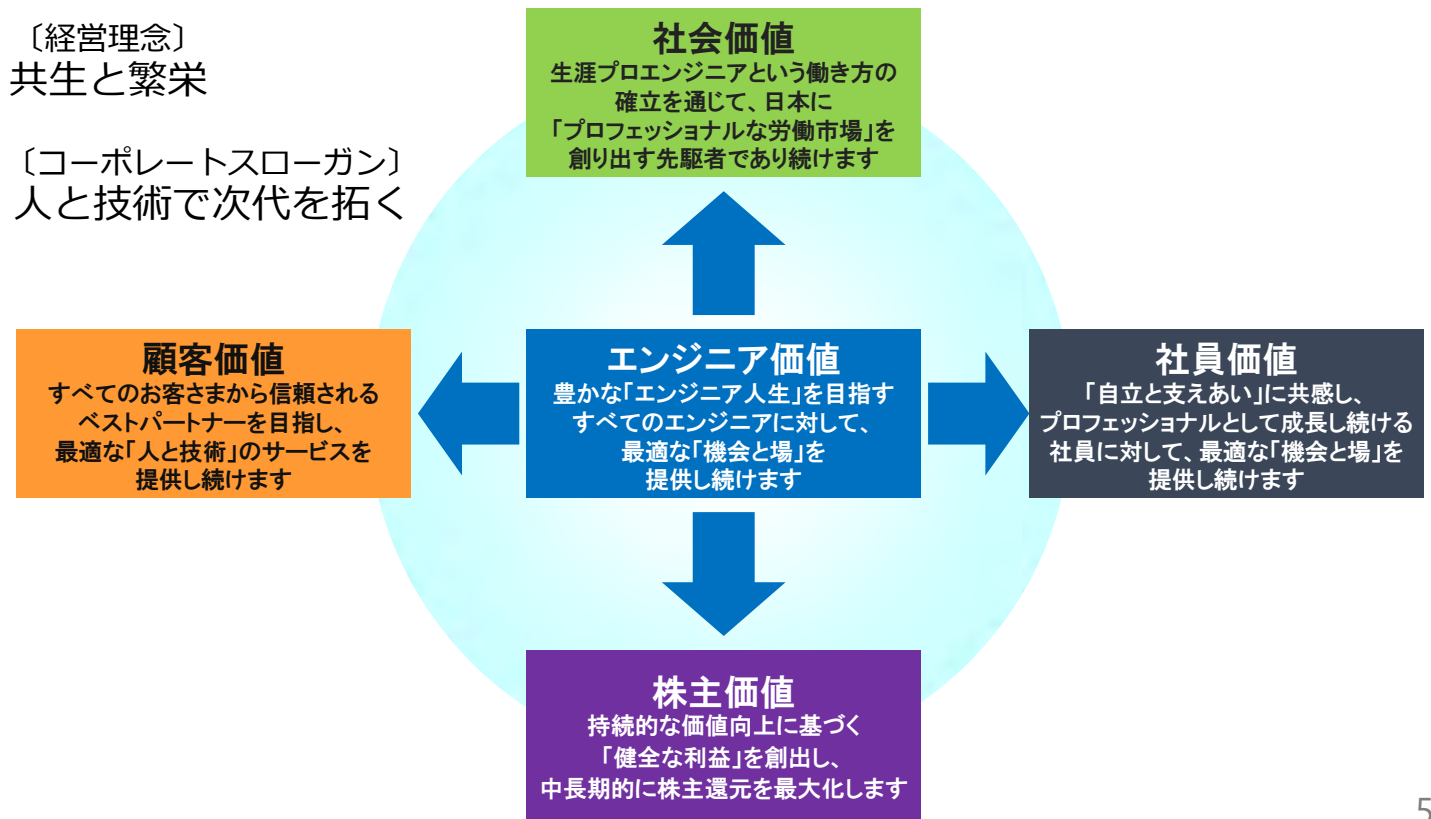 〔経営理念〕
共生と繁栄
〔コーポレートスローガン〕
人と技術で次代を拓く
社会価値
生涯プロエンジニアという働き方の
確立を通じて、日本に
「プロフェッショナルな労働市場」を
創り出す先駆者であり続けます
顧客価値
すべてのお客さまから信頼される
ベストパートナーを目指し、
最適な「人と技術」のサービスを
提供し続けます
エンジニア価値
豊かな「エンジニア人生」を目指す
すべてのエンジニアに対して、
最適な「機会と場」を
提供し続けます
社員価値
「自立と支えあい」に共感し、
プロフェッショナルとして成長し続ける
社員に対して、最適な「機会と場」を
提供し続けます
株主価値
持続的な価値向上に基づく
「健全な利益」を創出し、
中長期的に株主還元を最大化します
5